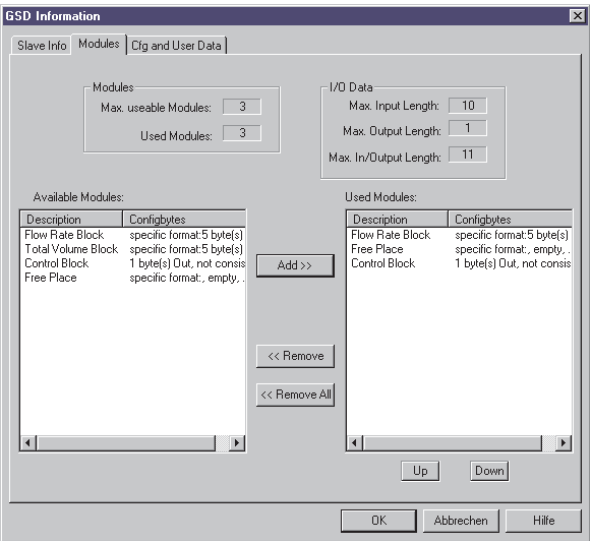 GSD Information
Slave Info Modules Cfg and User Data
Modules
Max. useable Modules: 3
Used Modules: 3
I/O Data
Max. Input Length: 10
Max. Output Length: 1
Max. In/Output Length: 11
Available Modules:
Description Configbytes
Flow Rate Block specific format:5 byte(s)
Total Volume Block specific format:5 byte(s)
Control Block 1 byte(s) Out, not consis
Free Place specific format:, empty, .
Add >>
<< Remove
<< Remove All
Used Modules:
Description Configbytes
Flow Rate Block specific format:5 byte(s)
Free Place specific format:, empty, .
Control Block 1 byte(s) Out, not consis
Up Down
OK Abbrechen Hilfe